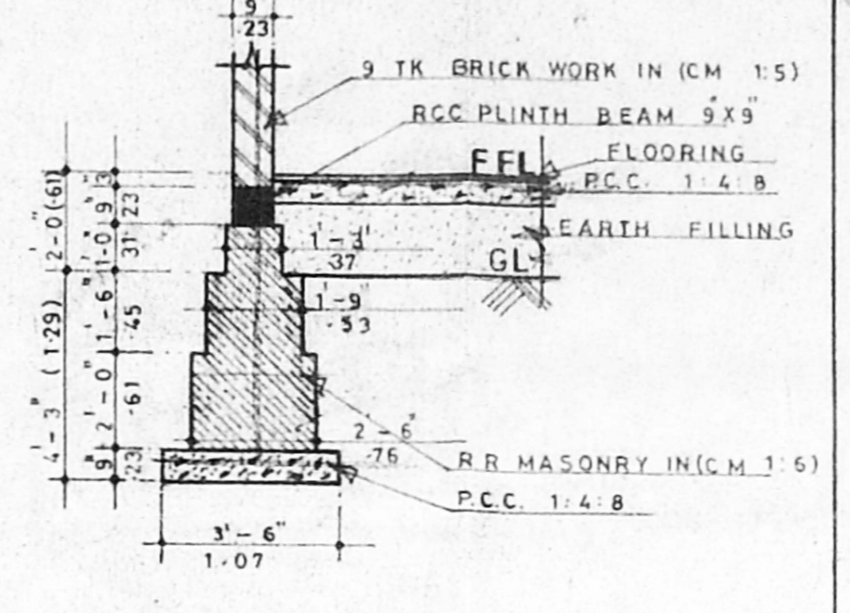 9
.23
9 TK BRICK WORK IN (CM 1:5)
RCC PLINTH BEAM 9"X9"
F FL
FLOORING
P.C.C. 1:4:8
EARTH FILLING
GL
1'-3"
.37
1'-9"
.53
2'-6"
.76
R R MASONRY IN (CM 1:6)
P.C.C. 1:4:8
3'-6"
1.07
2'-0" (.61)
4'-3" (1.29)
3"
9"
1'-0"
1'-6"
2'-0"
9"
.23
.31
.45
.61
.23